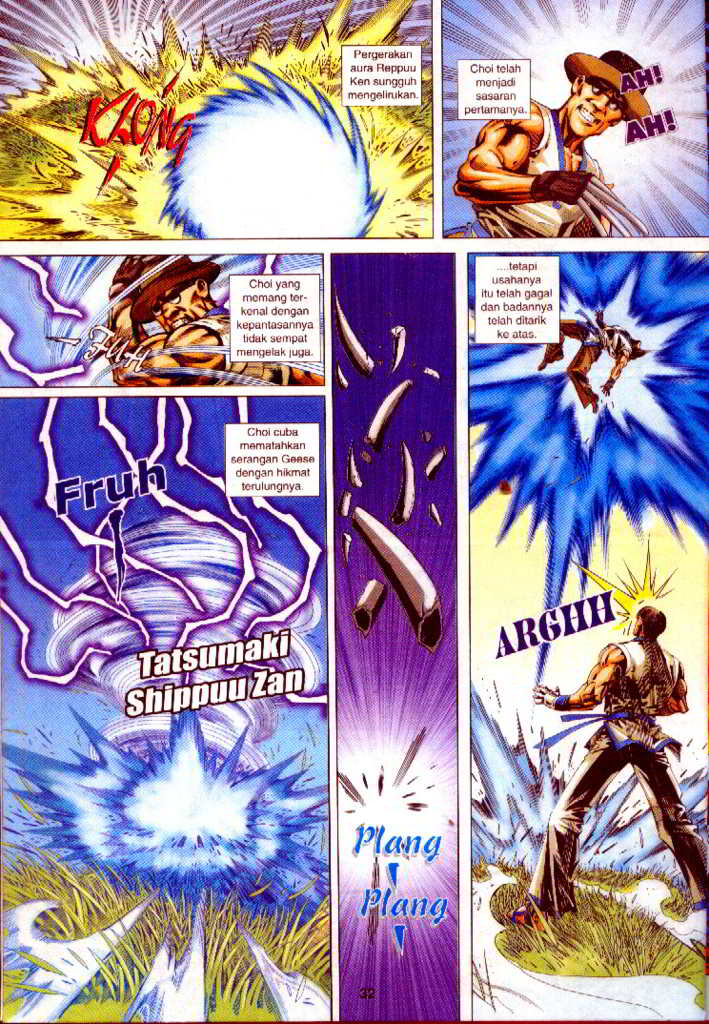 Pergerakan
aura Reppuu
Ken sungguh
mengelirukan.
KLONG
Choi telah
menjadi
sasaran
pertamanya.
AH!
AH!
Choi yang
memang ter-
kenal dengan
kepantasannya
tidak sempat
mengelak juga.
Choi cuba
mematahkan
serangan Geese
dengan hikmat
terulungnya.
Fruh
!
Tatsumaki
Shippuu Zan
Plang
!
Plang
!
32
....tetapi
usahanya
itu telah gagal
dan badannya
telah ditarik
ke atas.
ARGHH